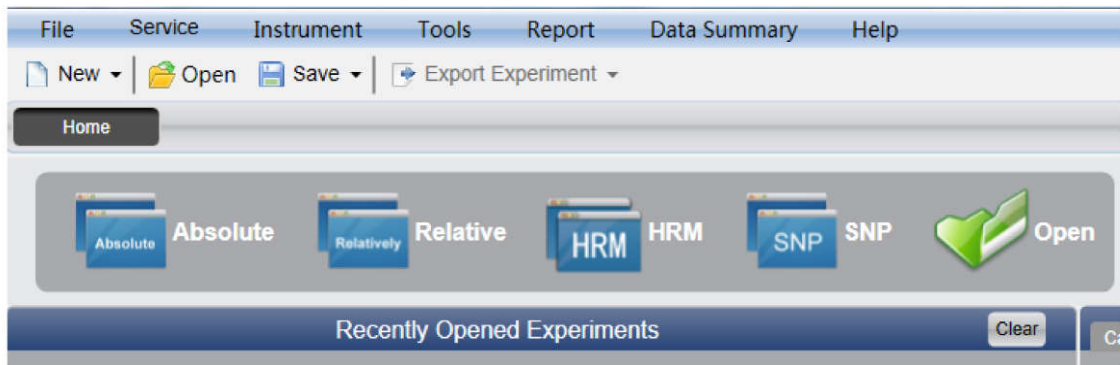 File Service Instrument Tools Report Data Summary Help
New Open Save Export Experiment
Home
Absolute Absolute Relatively Relative HRM HRM SNP SNP Open
Recently Opened Experiments Clear